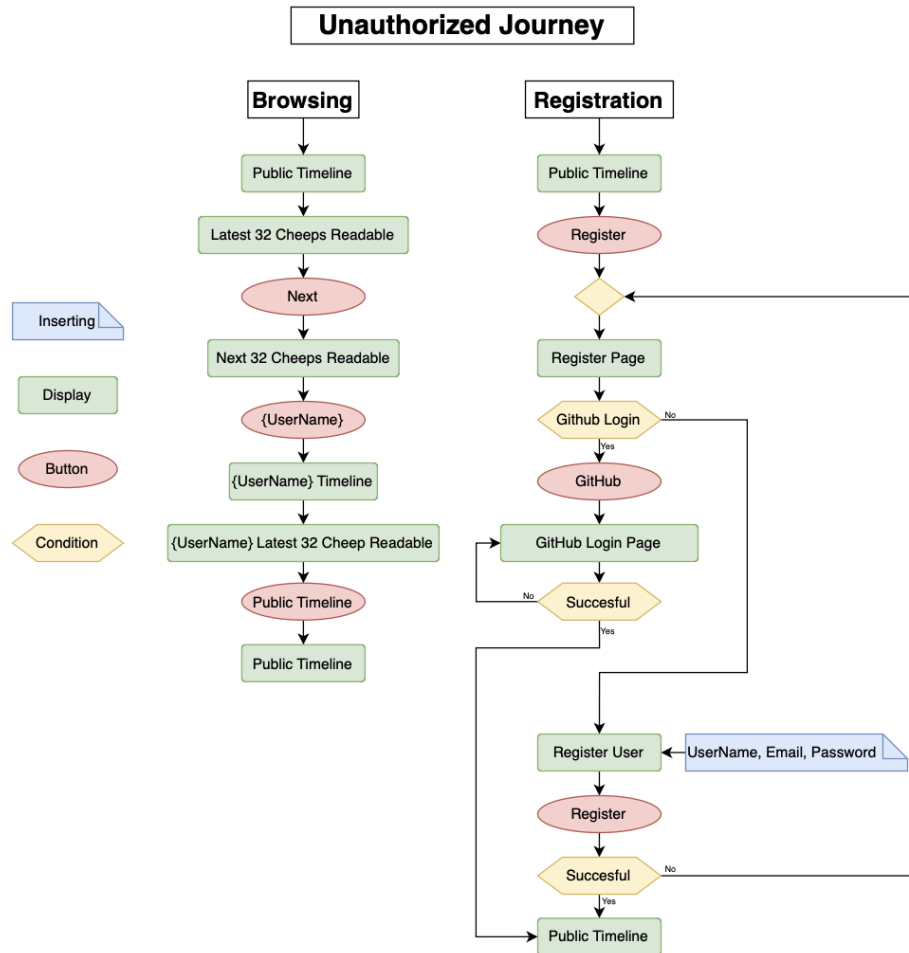 Unauthorized Journey
Browsing
Public Timeline
Latest 32 Cheeps Readable
Next
Next 32 Cheeps Readable
{UserName}
{UserName} Timeline
{UserName} Latest 32 Cheep Readable
Public Timeline
Public Timeline
Registration
Public Timeline
Register
Register Page
Github Login
No
Yes
GitHub
GitHub Login Page
Succesful
No
Yes
Register User
UserName, Email, Password
Register
Succesful
No
Yes
Public Timeline
Inserting
Display
Button
Condition